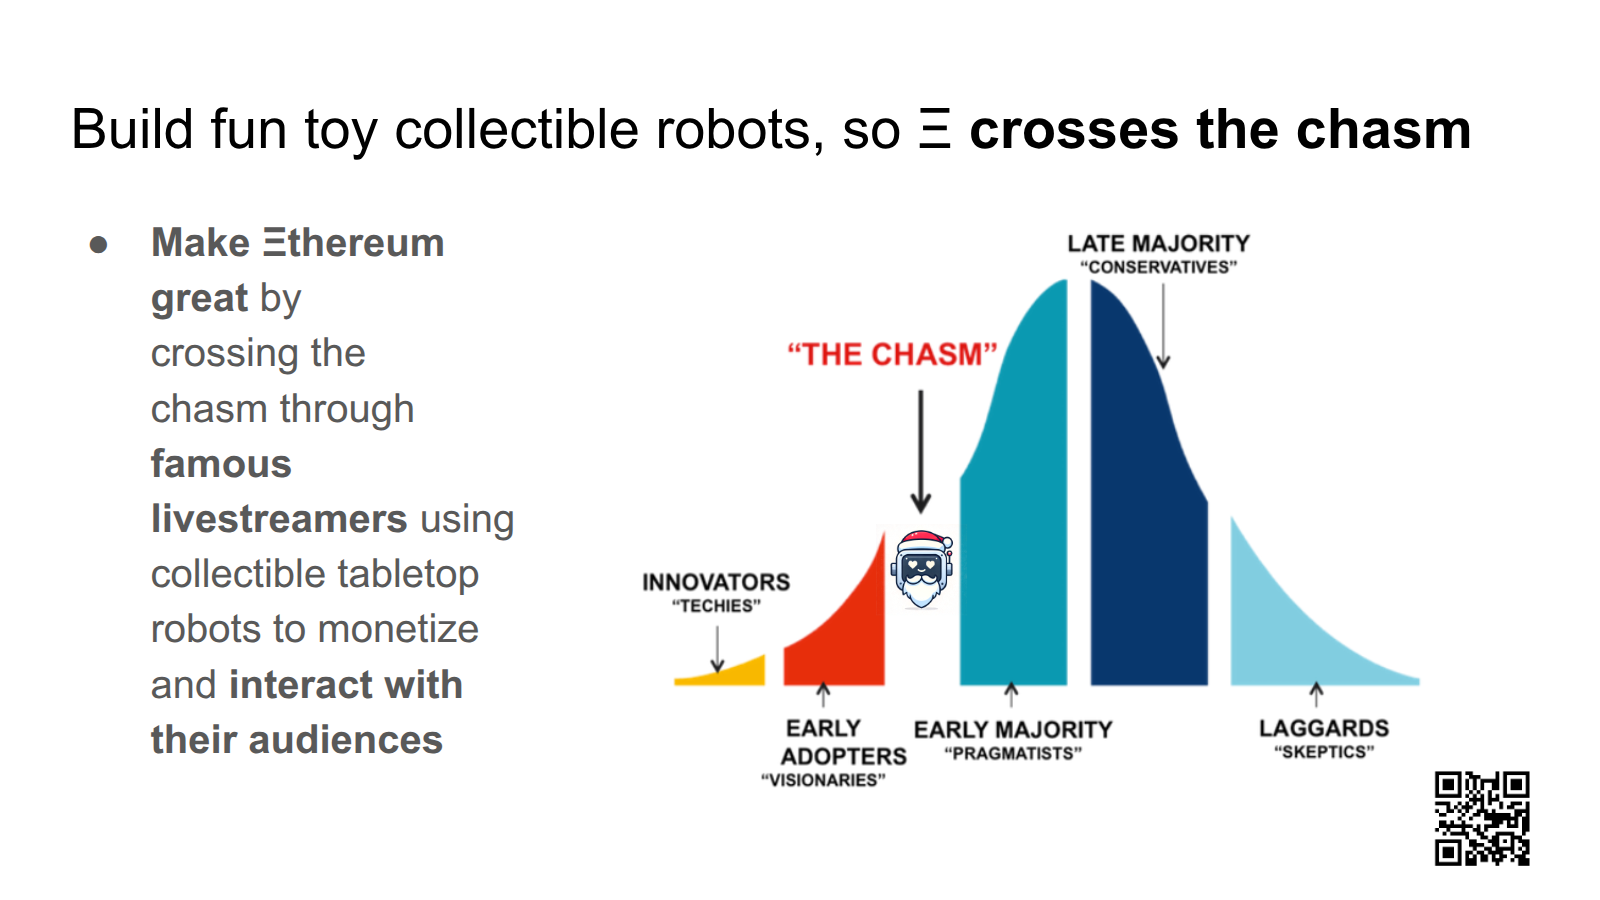 Build fun toy collectible robots, so Ξ crosses the chasm
● Make Ξthereum
great by
crossing the
chasm through
famous
livestreamers using
collectible tabletop
robots to monetize
and interact with
their audiences
LATE MAJORITY
“CONSERVATIVES”
“THE CHASM”
INNOVATORS
“TECHIES”
EARLY
ADOPTERS
“VISIONARIES”
EARLY MAJORITY
“PRAGMATISTS”
LAGGARDS
“SKEPTICS”